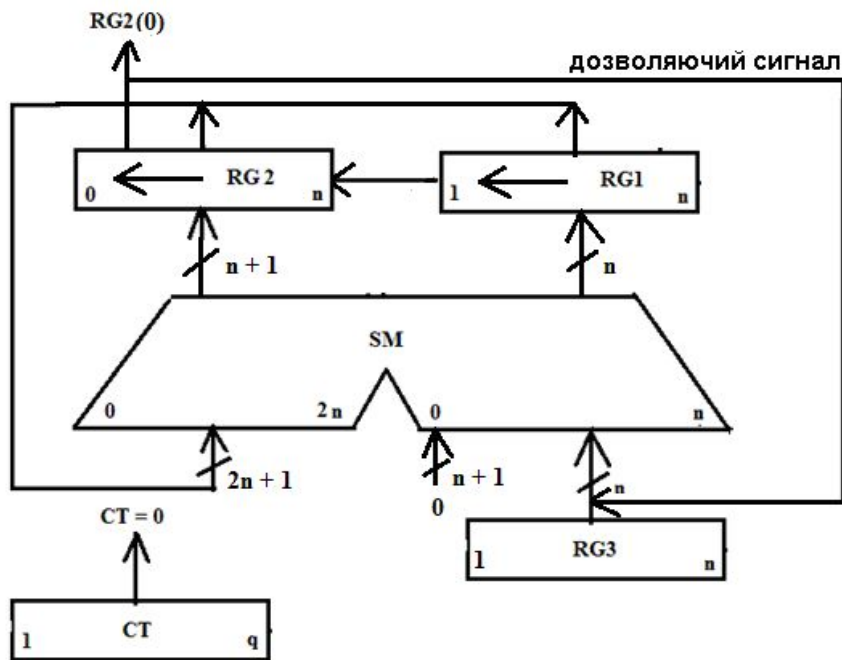 RG2(0)
дозволяючий сигнал
0 RG 2 n
1 RG1 n
n + 1
n
SM
0 2n 0 n
2n + 1
n + 1
n
0
CT = 0
1 RG3 n
1 CT q